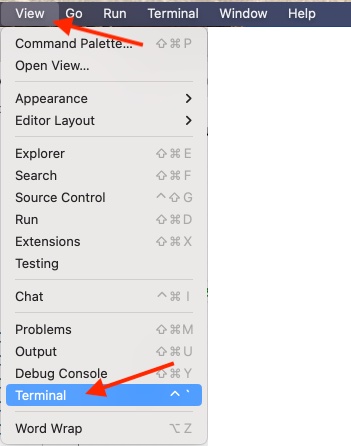 View Go Run Terminal Window Help
Command Palette... ⇧⌘P
Open View...
Appearance >
Editor Layout >
Explorer ⇧⌘E
Search ⇧⌘F
Source Control ^⇧G
Run ⇧⌘D
Extensions ⇧⌘X
Testing
Chat ^⌘I
Problems ⇧⌘M
Output ⇧⌘U
Debug Console ⇧⌘Y
Terminal ^`
Word Wrap ⌥Z